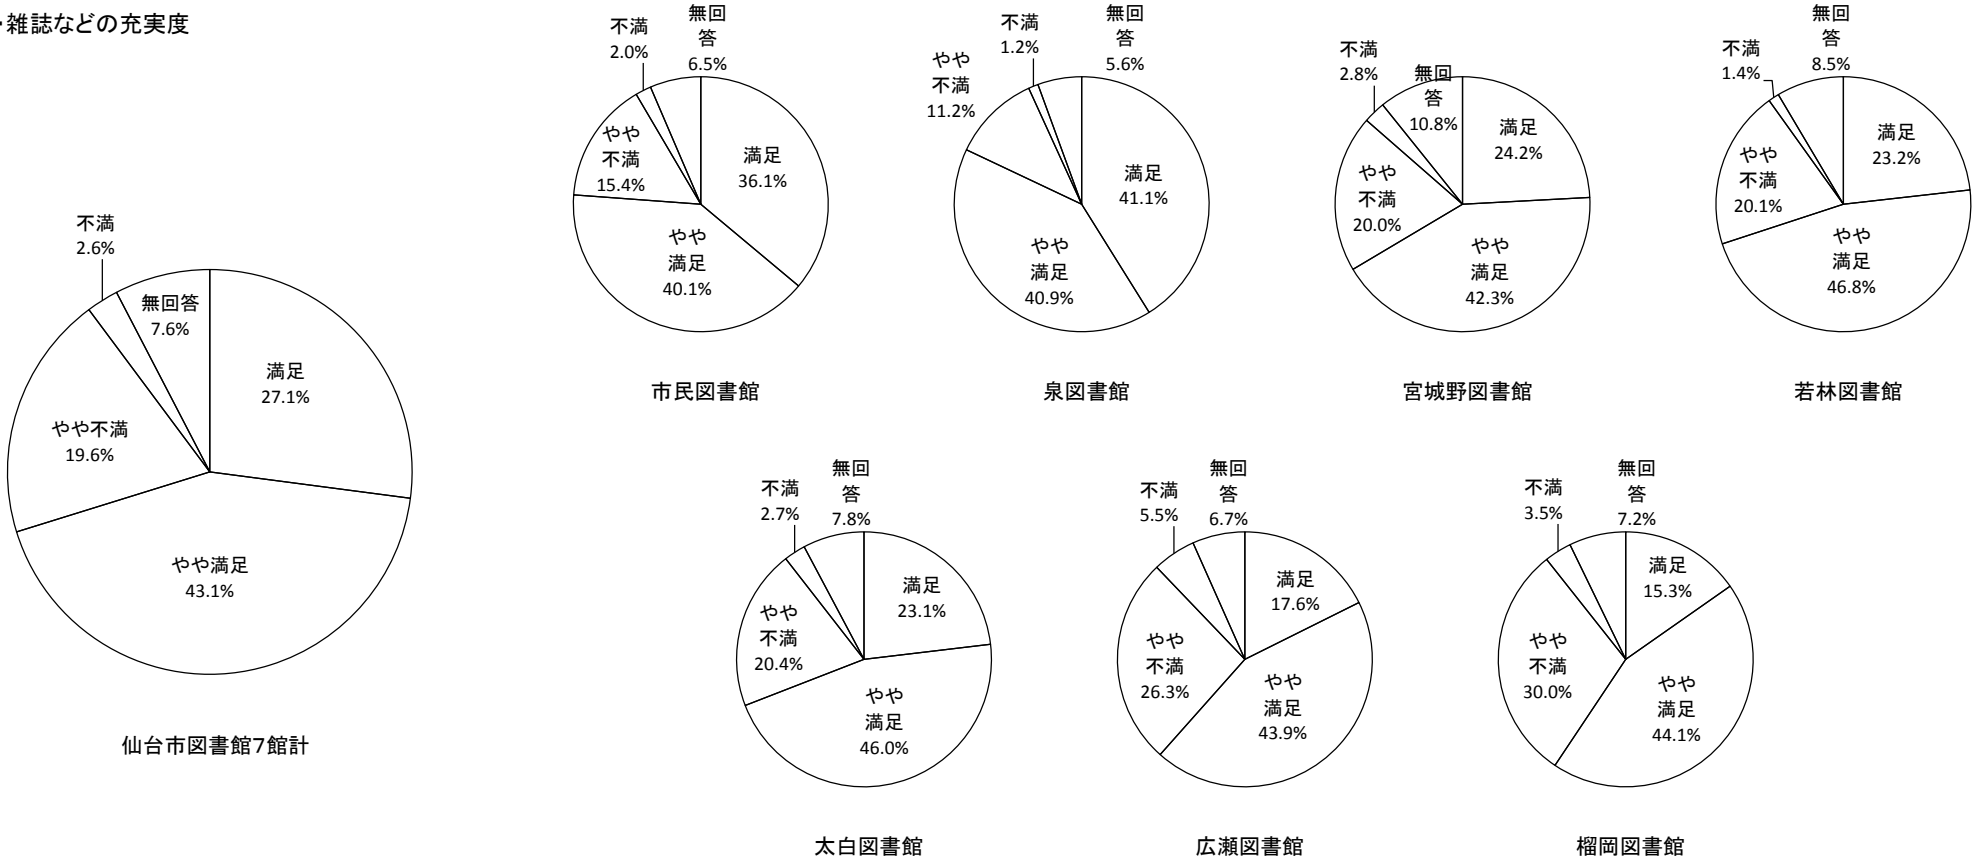 ・雑誌などの充実度
満足
27.1%
やや満足
43.1%
やや不満
19.6%
不満
2.6%
無回答
7.6%
仙台市図書館7館計
満足
36.1%
やや
満足
40.1%
やや
不満
15.4%
不満
2.0%
無回
答
6.5%
市民図書館
満足
41.1%
やや
満足
40.9%
やや
不満
11.2%
不満
1.2%
無回
答
5.6%
泉図書館
満足
24.2%
やや
満足
42.3%
やや
不満
20.0%
不満
2.8%
無回
答
10.8%
宮城野図書館
満足
23.2%
やや
満足
46.8%
やや
不満
20.1%
不満
1.4%
無回
答
8.5%
若林図書館
満足
23.1%
やや
満足
46.0%
やや
不満
20.4%
不満
2.7%
無回
答
7.8%
太白図書館
満足
17.6%
やや
満足
43.9%
やや
不満
26.3%
不満
5.5%
無回
答
6.7%
広瀬図書館
満足
15.3%
やや
満足
44.1%
やや
不満
30.0%
不満
3.5%
無回
答
7.2%
榴岡図書館